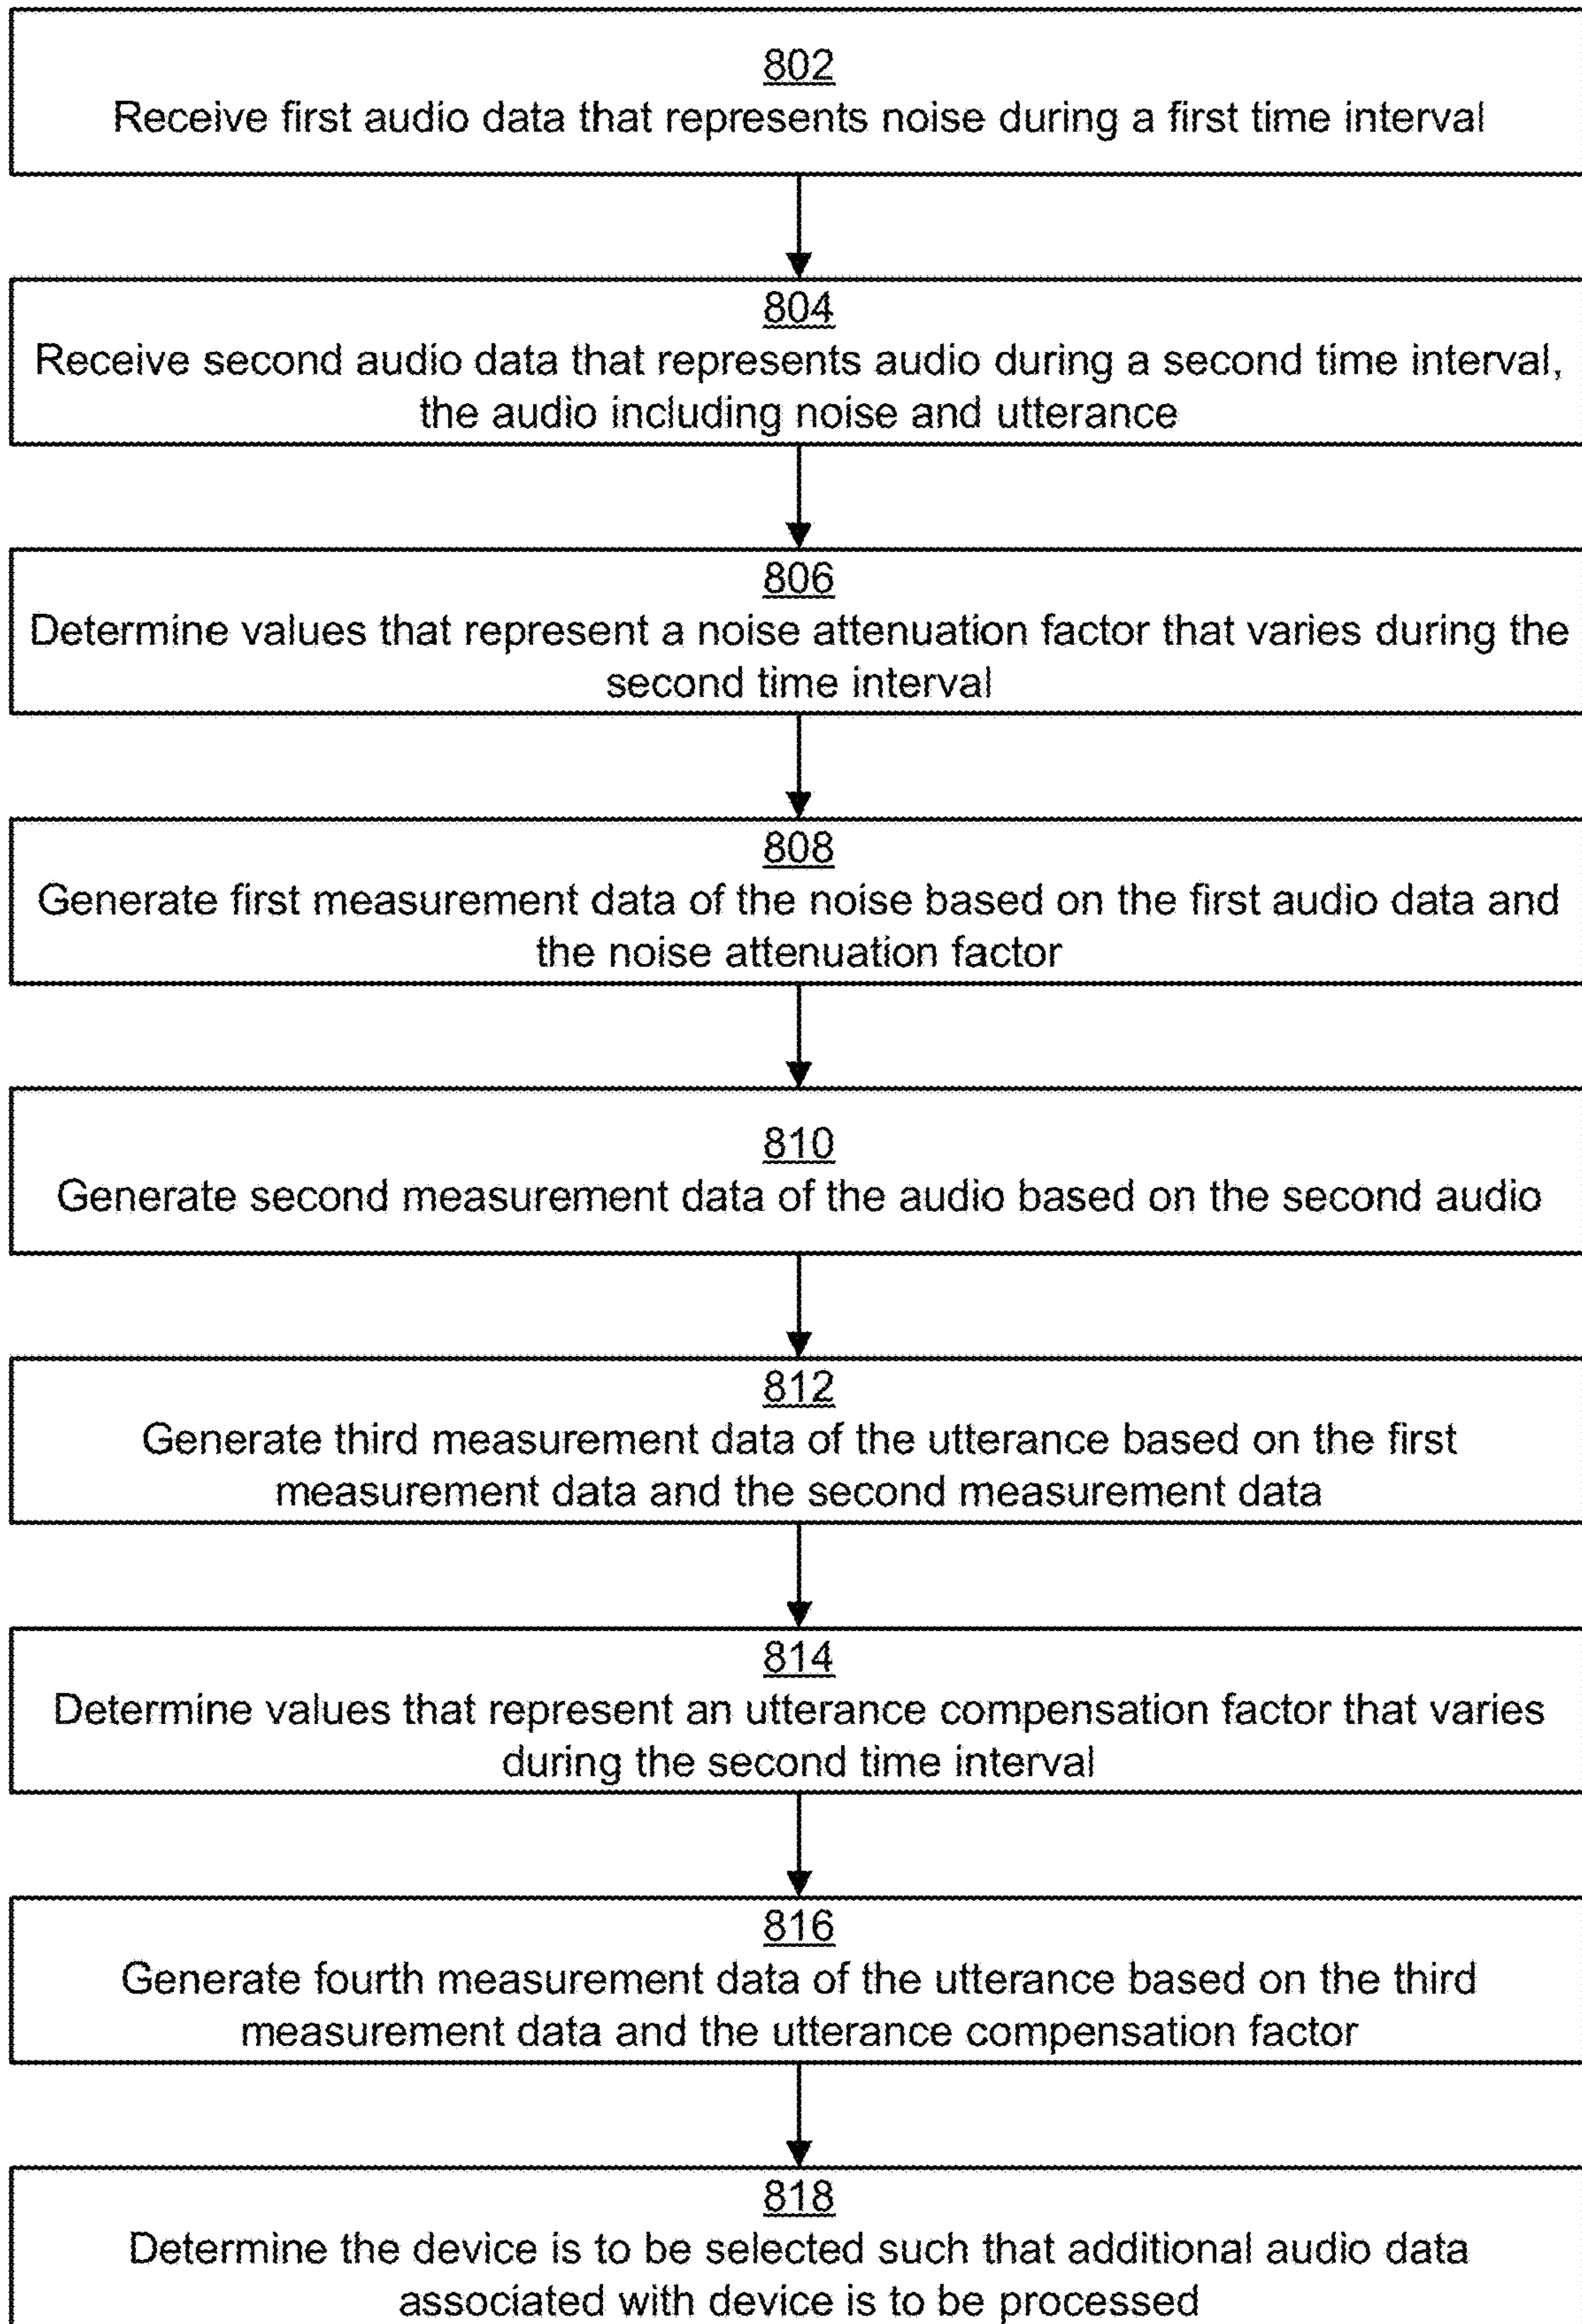 802
Receive first audio data that represents noise during a first time interval
804
Receive second audio data that represents audio during a second time interval,
the audio including noise and utterance
806
Determine values that represent a noise attenuation factor that varies during the
second time interval
808
Generate first measurement data of the noise based on the first audio data and
the noise attenuation factor
810
Generate second measurement data of the audio based on the second audio
812
Generate third measurement data of the utterance based on the first
measurement data and the second measurement data
814
Determine values that represent an utterance compensation factor that varies
during the second time interval
816
Generate fourth measurement data of the utterance based on the third
measurement data and the utterance compensation factor
818
Determine the device is to be selected such that additional audio data
associated with device is to be processed